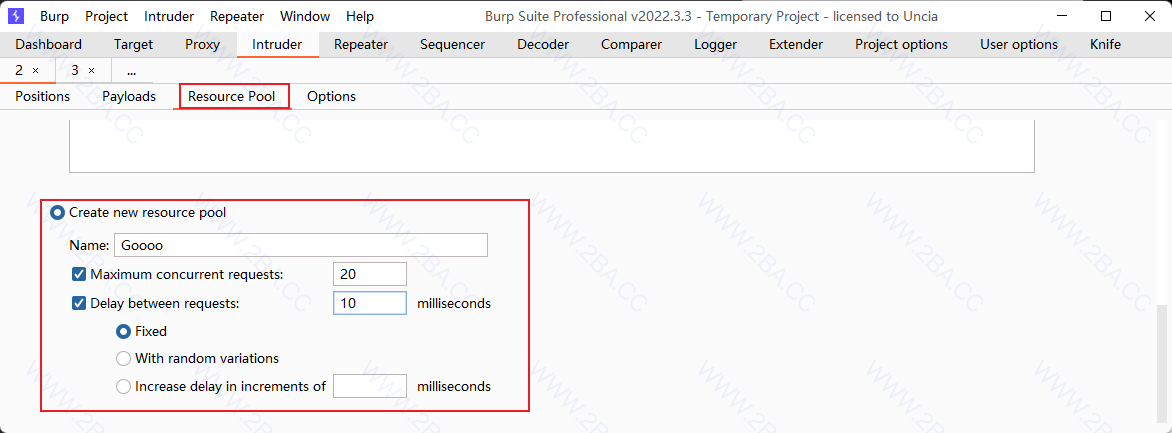 Burp Project Intruder Repeater Window Help Burp Suite Professional v2022.3.3 - Temporary Project - licensed to Uncia
Dashboard Target Proxy Intruder Repeater Sequencer Decoder Comparer Logger Extender Project options User options Knife
2 × 3 × ...
Positions Payloads Resource Pool Options
Create new resource pool
Name: Goooo
Maximum concurrent requests: 20
Delay between requests: 10 milliseconds
Fixed
With random variations
Increase delay in increments of milliseconds
WWW.2BA.CC